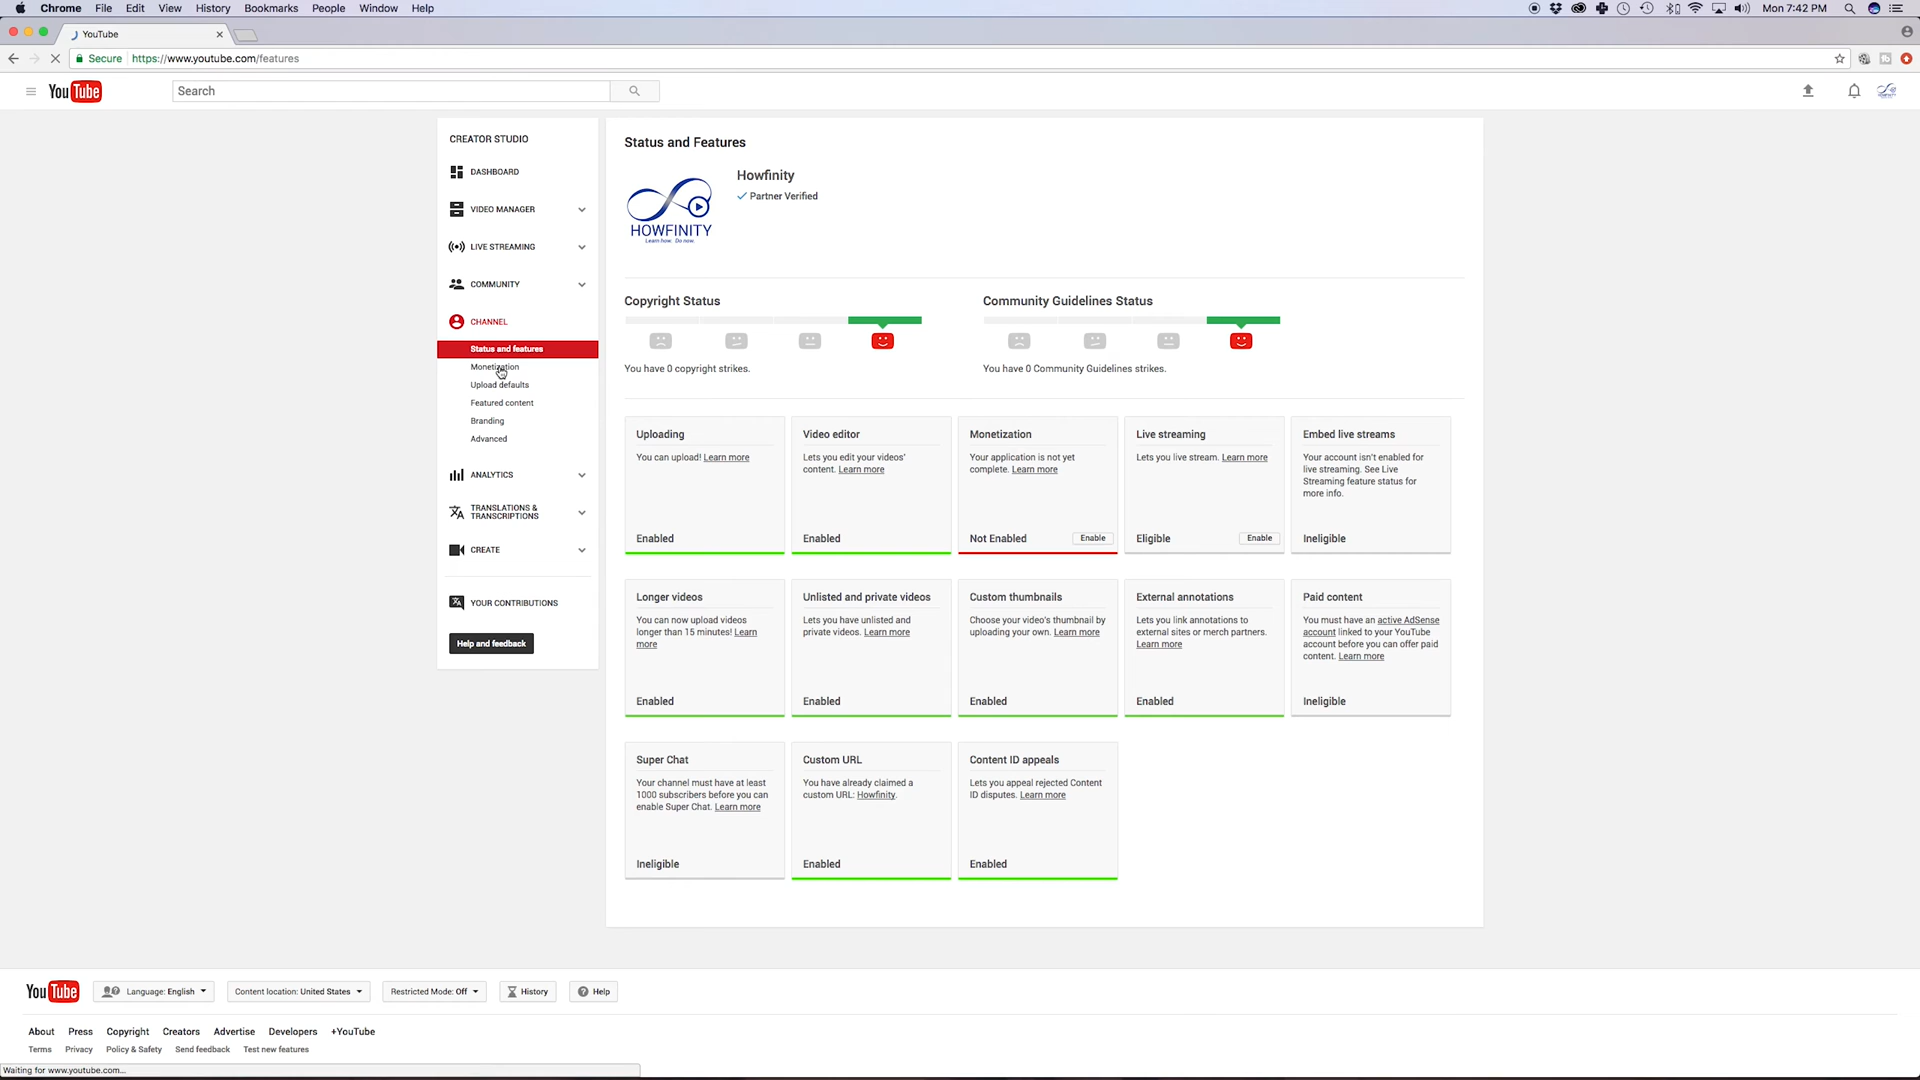 Chrome File Edit View History Bookmarks People Window Help Mon 7:42 PM
YouTube
Secure https://www.youtube.com/features
YouTube Search
CREATOR STUDIO
DASHBOARD
VIDEO MANAGER
LIVE STREAMING
COMMUNITY
CHANNEL
Status and features
Monetization
Upload defaults
Featured content
Branding
Advanced
ANALYTICS
TRANSLATIONS &
TRANSCRIPTIONS
CREATE
YOUR CONTRIBUTIONS
Help and feedback
Status and Features
HOWFINITY
Learn how. Do now.
Howfinity
Partner Verified
Copyright Status
You have 0 copyright strikes.
Community Guidelines Status
You have 0 Community Guidelines strikes.
Uploading
You can upload! Learn more
Enabled
Video editor
Lets you edit your videos'
content. Learn more
Enabled
Monetization
Your application is not yet
complete. Learn more
Not Enabled Enable
Live streaming
Lets you live stream. Learn more
Eligible Enable
Embed live streams
Your account isn't enabled for
live streaming. See Live
Streaming feature status for
more info.
Ineligible
Longer videos
You can now upload videos
longer than 15 minutes! Learn
more
Enabled
Unlisted and private videos
Lets you have unlisted and
private videos. Learn more
Enabled
Custom thumbnails
Choose your video's thumbnail by
uploading your own. Learn more
Enabled
External annotations
Lets you link annotations to
external sites or merch partners.
Learn more
Enabled
Paid content
You must have an active AdSense
account linked to your YouTube
account before you can offer paid
content. Learn more
Ineligible
Super Chat
Your channel must have at least
1000 subscribers before you can
enable Super Chat. Learn more
Ineligible
Custom URL
You have already claimed a
custom URL: Howfinity.
Enabled
Content ID appeals
Lets you appeal rejected Content
ID disputes. Learn more
Enabled
YouTube Language: English Content location: United States Restricted Mode: Off History Help
About Press Copyright Creators Advertise Developers +YouTube
Terms Privacy Policy & Safety Send feedback Test new features
Waiting for www.youtube.com...